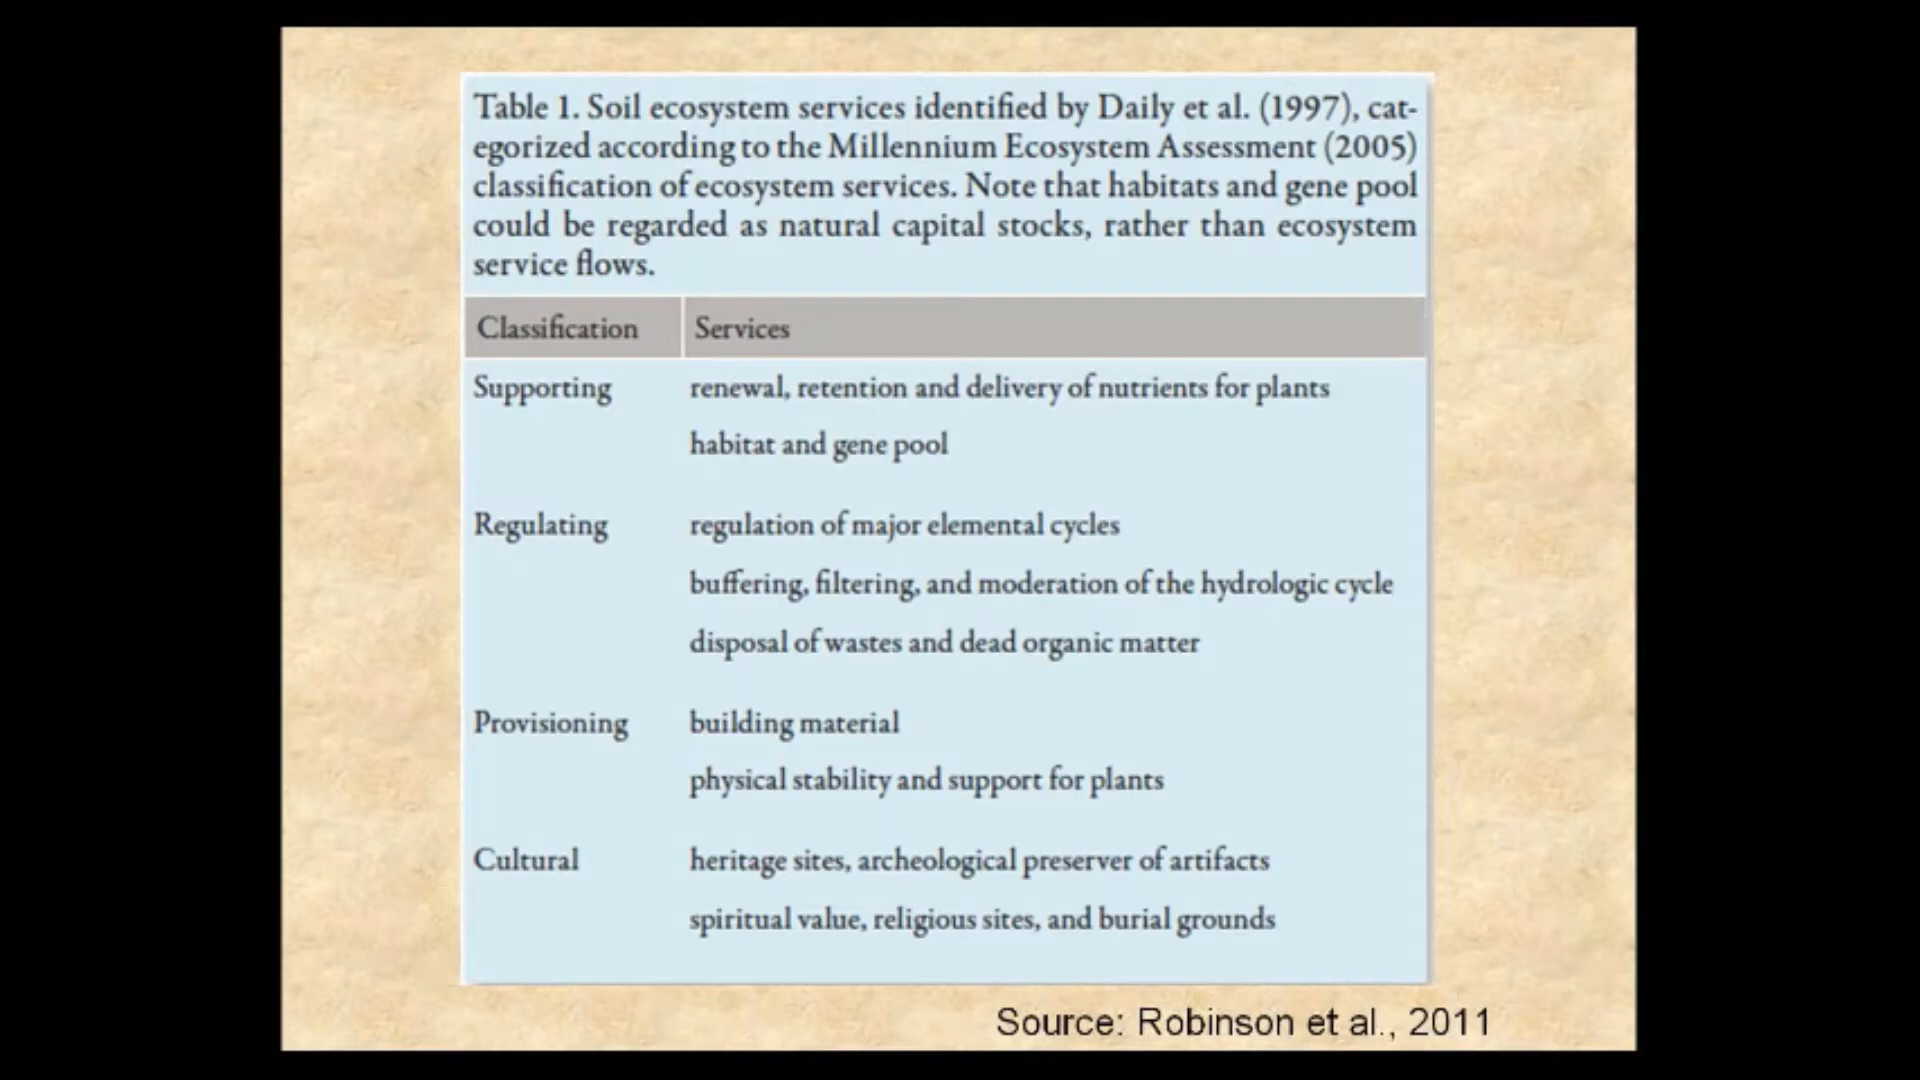 Table 1. Soil ecosystem services identified by Daily et al. (1997), cat-
egorized according to the Millennium Ecosystem Assessment (2005)
classification of ecosystem services. Note that habitats and gene pool
could be regarded as natural capital stocks, rather than ecosystem
service flows.
Classification Services
Supporting renewal, retention and delivery of nutrients for plants
habitat and gene pool
Regulating regulation of major elemental cycles
buffering, filtering, and moderation of the hydrologic cycle
disposal of wastes and dead organic matter
Provisioning building material
physical stability and support for plants
Cultural heritage sites, archeological preserver of artifacts
spiritual value, religious sites, and burial grounds
Source: Robinson et al., 2011